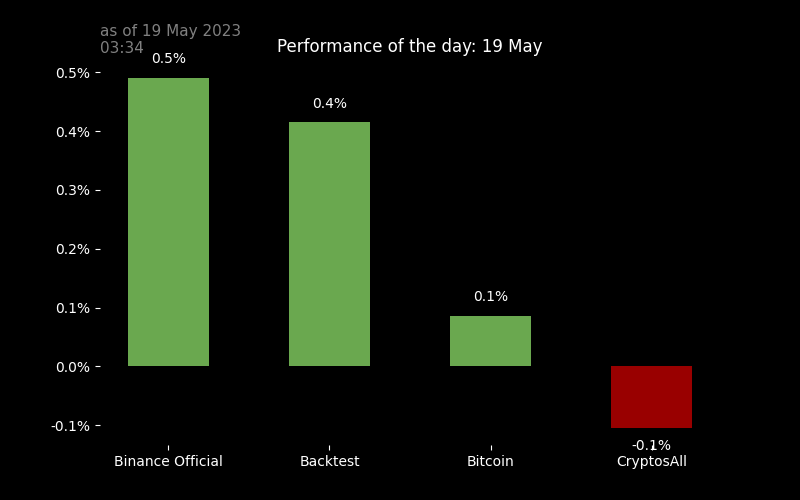 as of 19 May 2023
03:34
Performance of the day: 19 May
0.5%
0.4%
0.3%
0.2%
0.1%
0.0%
-0.1%
0.5%
0.4%
0.1%
-0.1%
Binance Official
Backtest
Bitcoin
CryptosAll